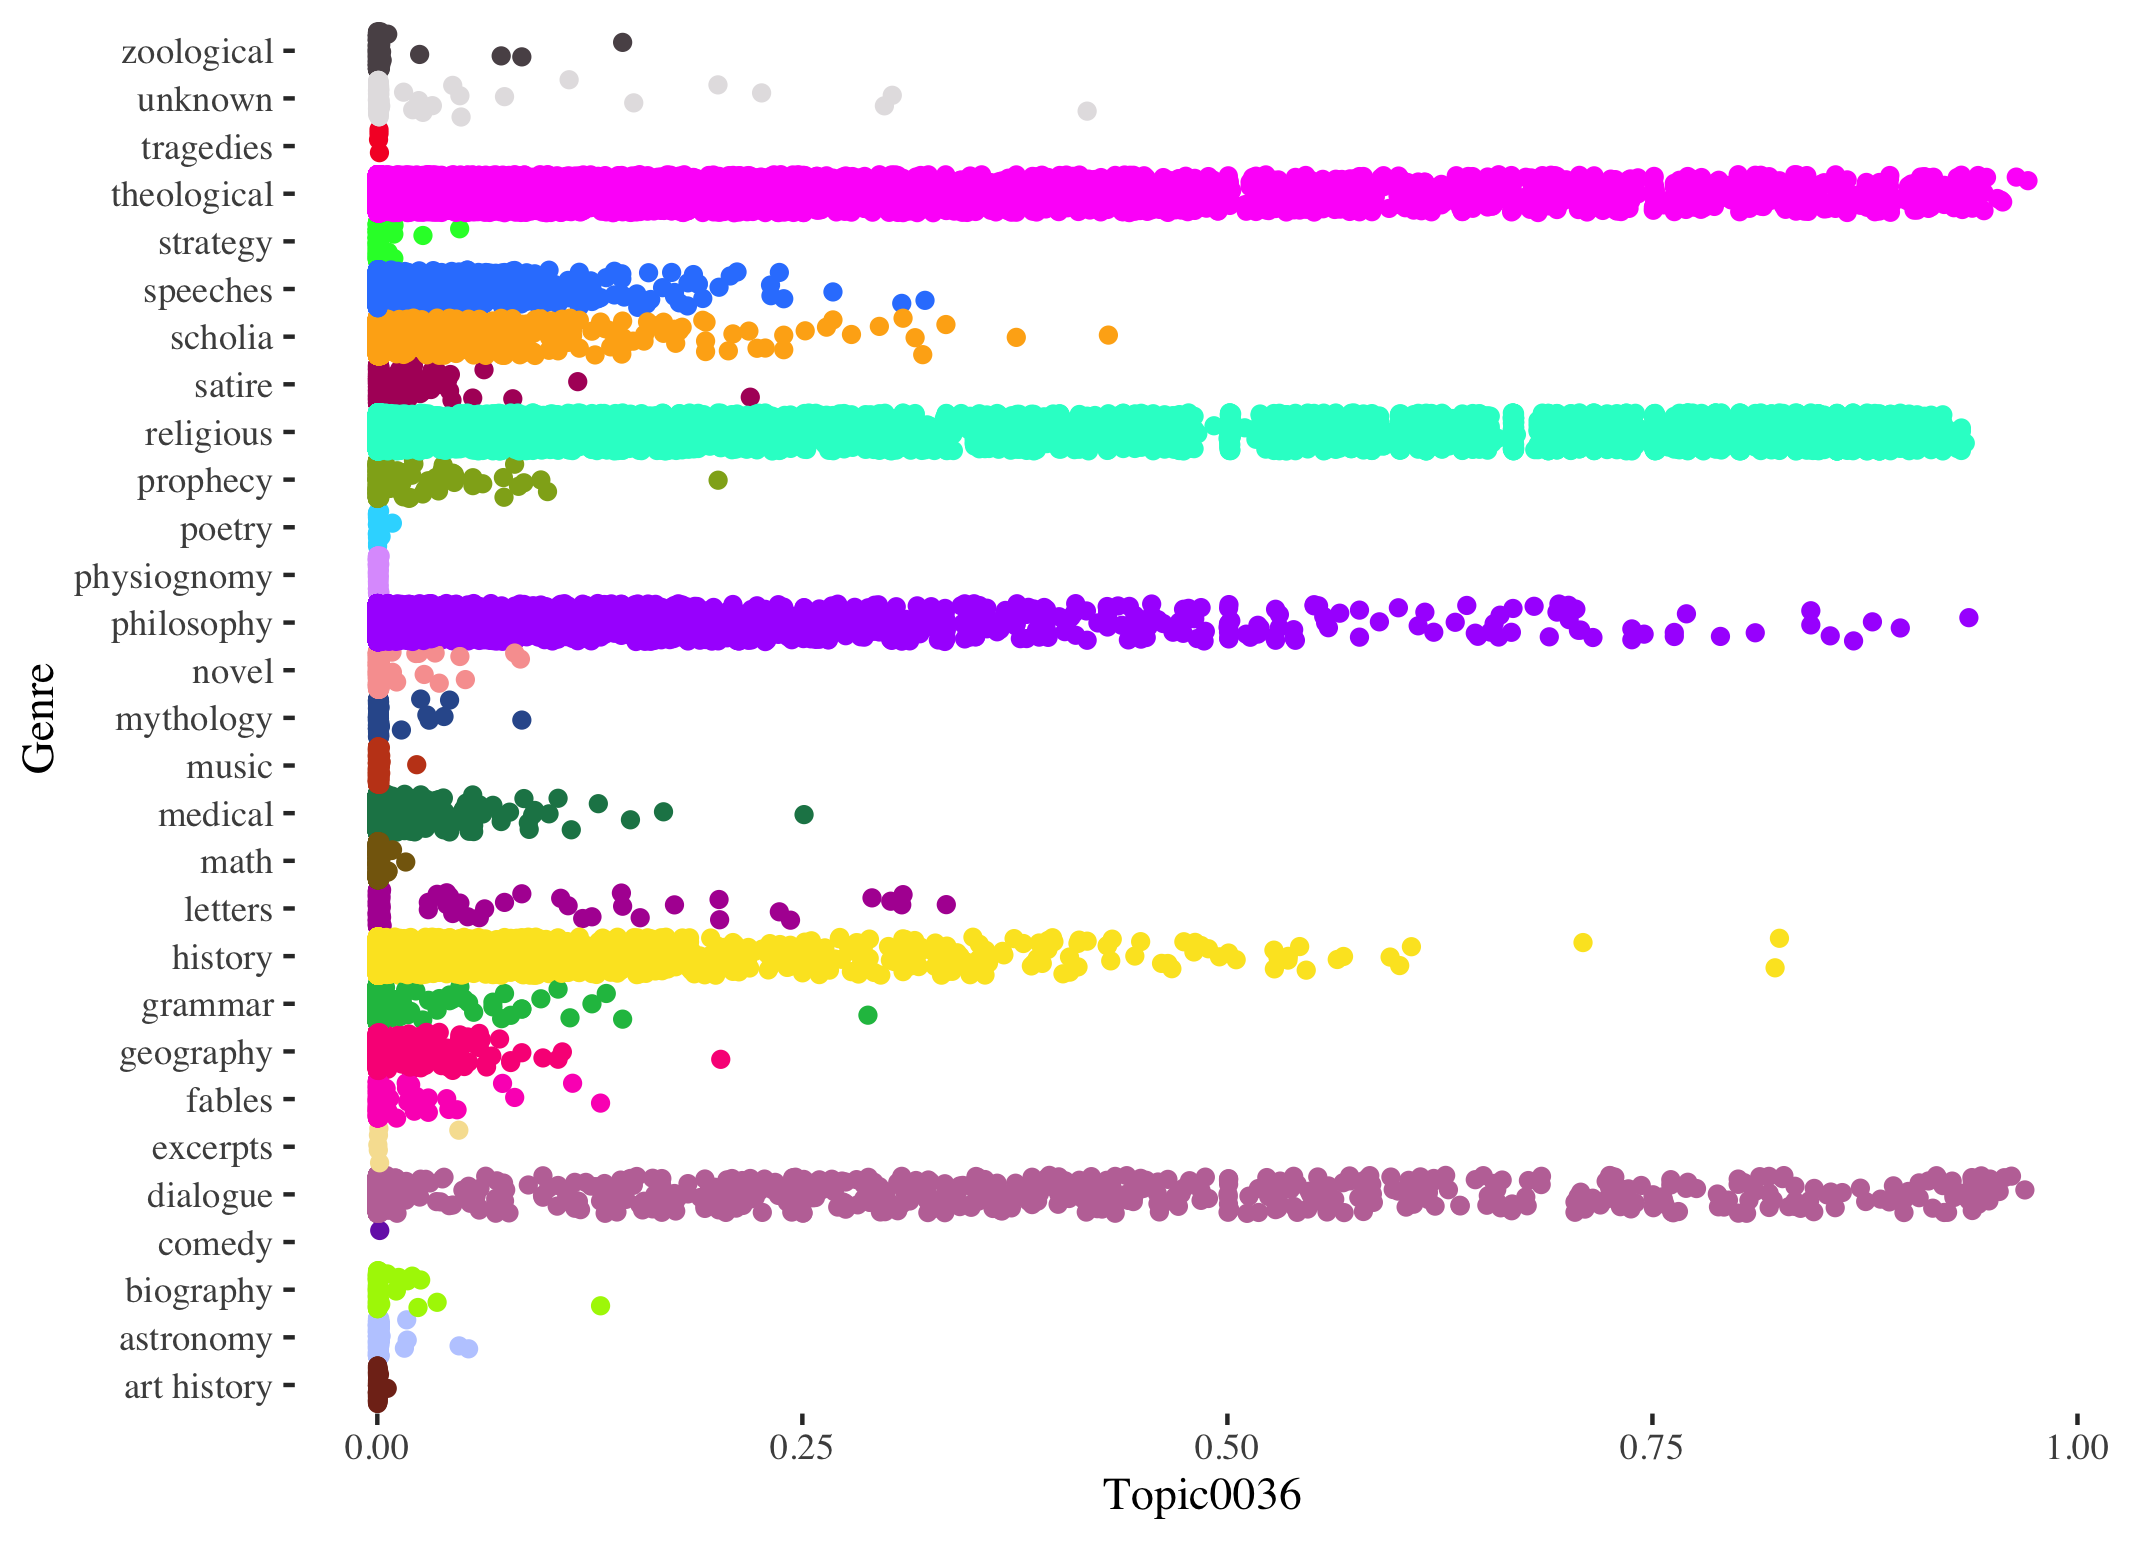 zoological
unknown
tragedies
theological
strategy
speeches
scholia
satire
religious
prophecy
poetry
physiognomy
philosophy
novel
mythology
music
medical
math
letters
history
grammar
geography
fables
excerpts
dialogue
comedy
biography
astronomy
art history
Genre
0.00 0.25 0.50 0.75 1.00
Topic0036